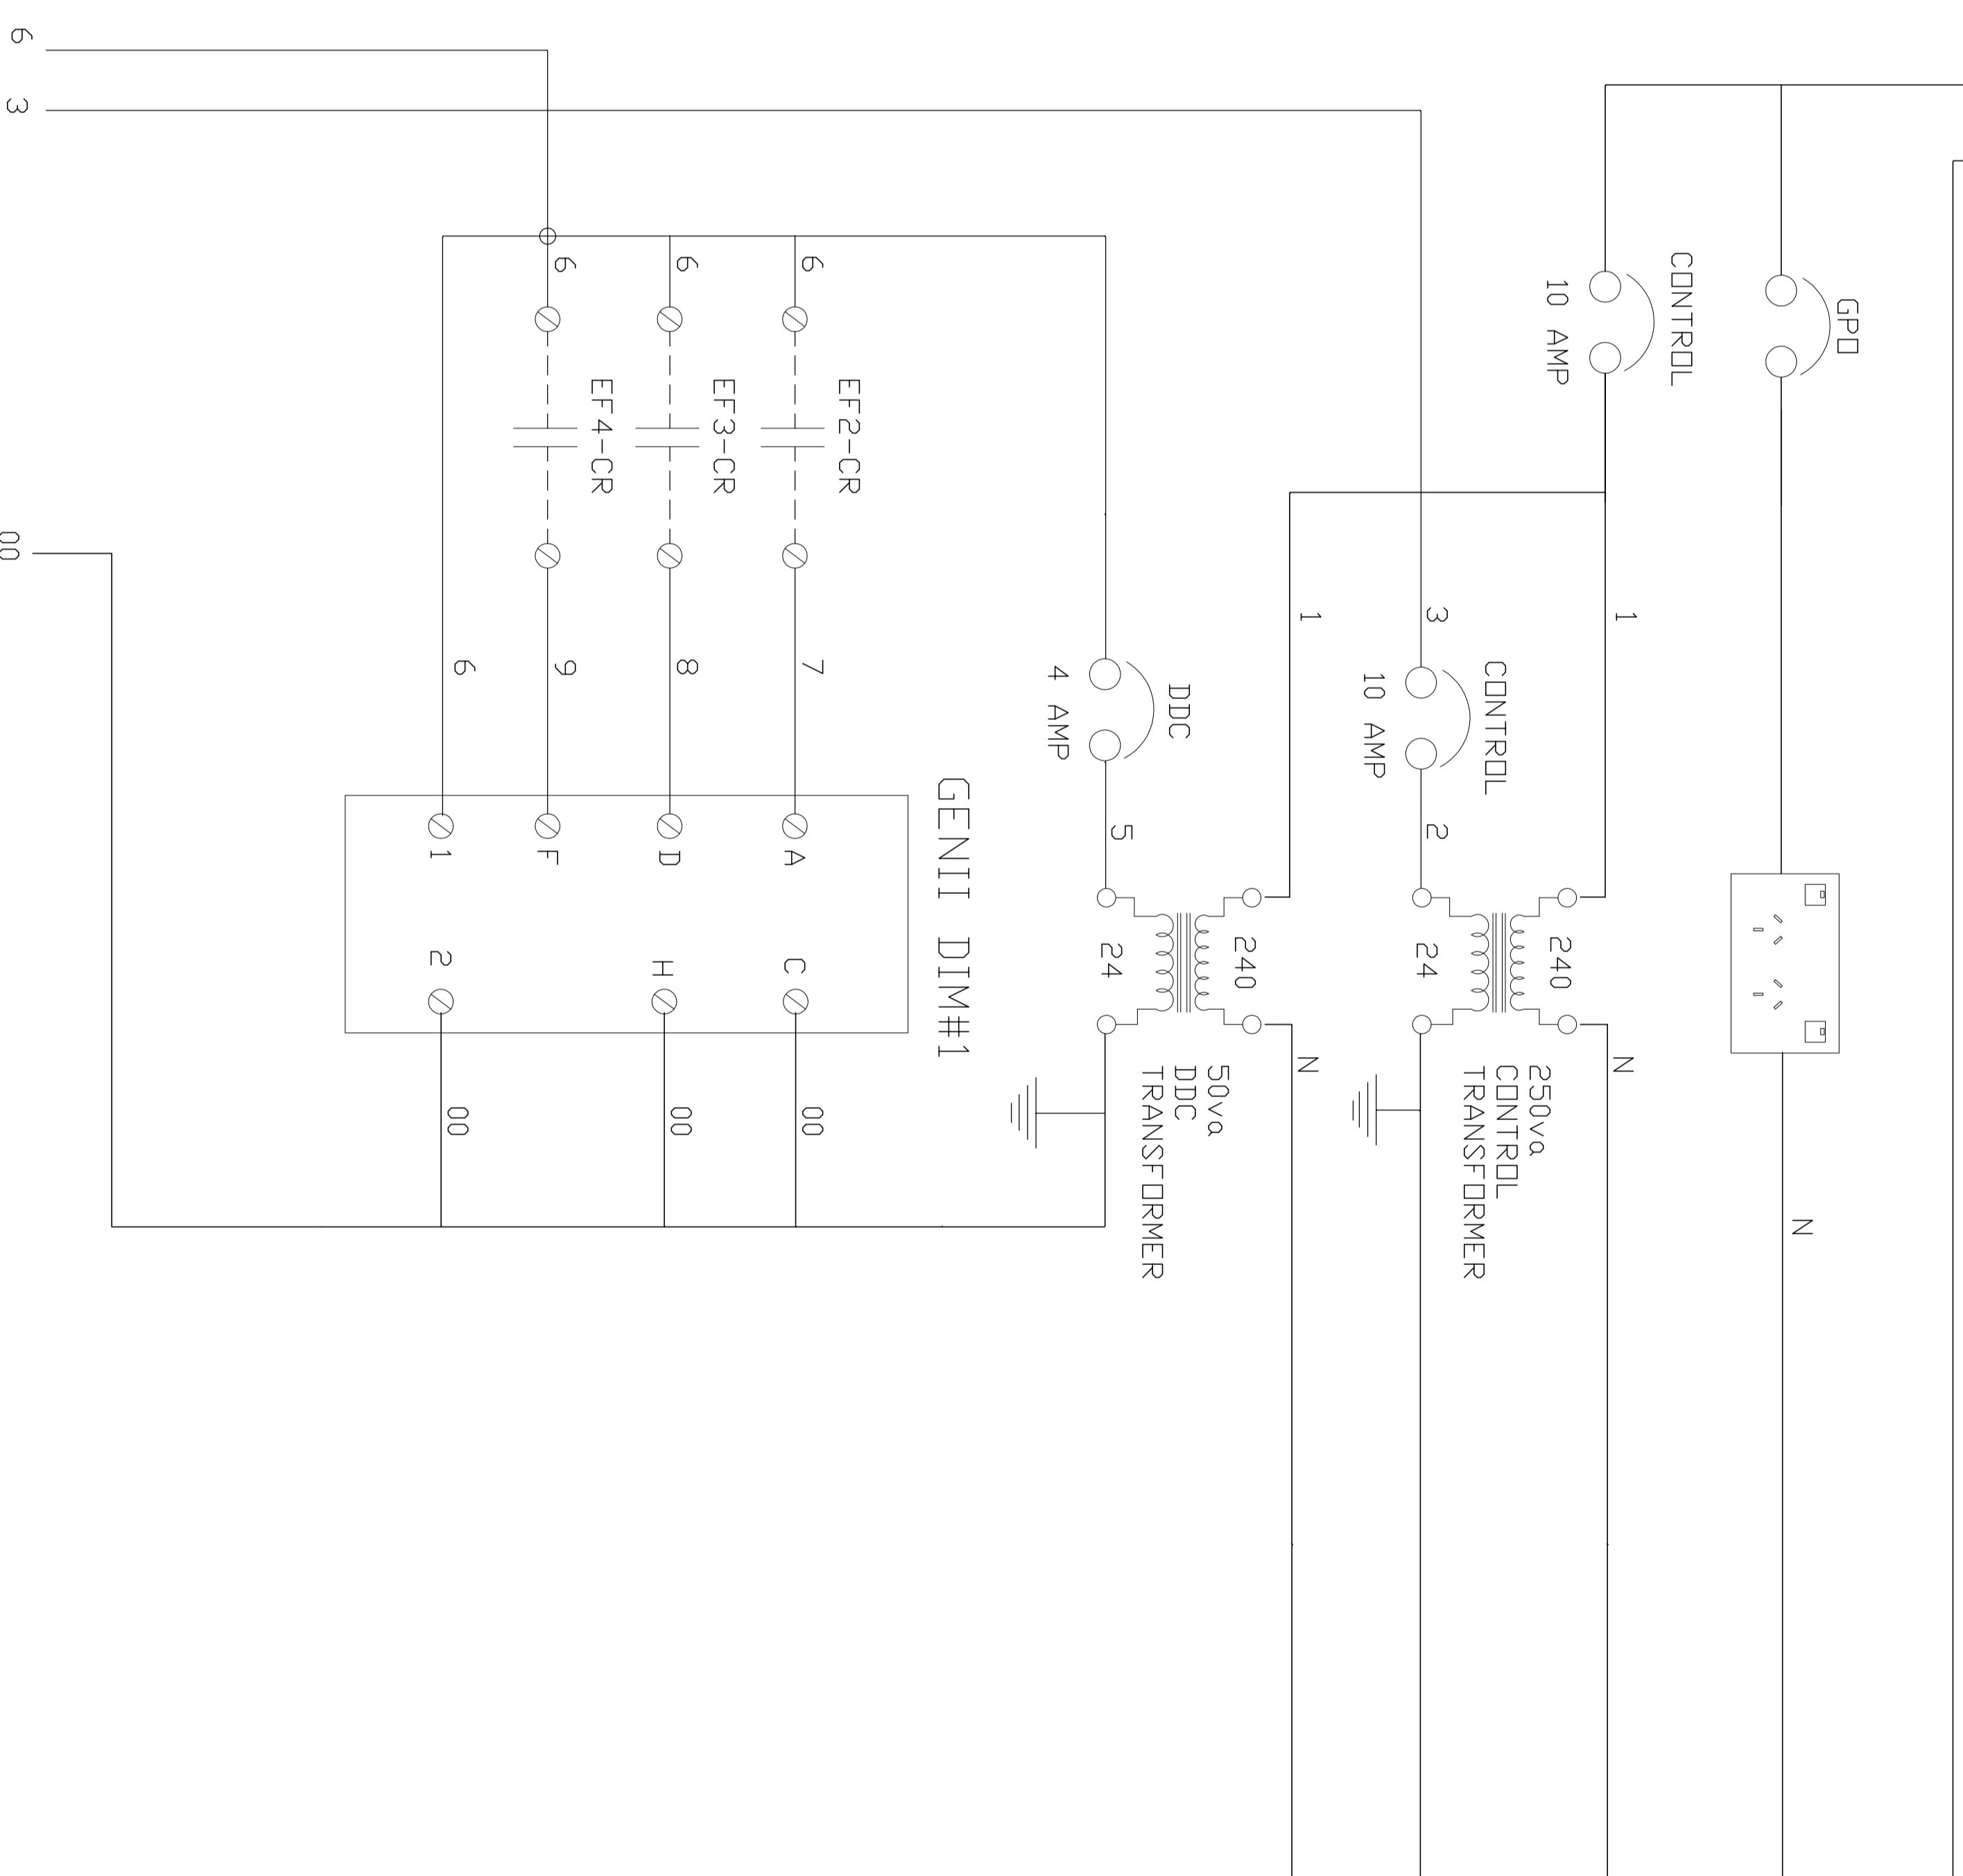 GPO
N
CONTROL
10 AMP
1
N
CONTROL
10 AMP
3
2
240
24
250va
CONTROL
TRANSFORMER
1
N
DDC
4 AMP
5
240
24
50va
DDC
TRANSFORMER
GENII DIM#1
6
EF2-CR
7
A
C
00
6
EF3-CR
8
D
H
00
6
EF4-CR
9
F
6
1
2
00
6
3
00